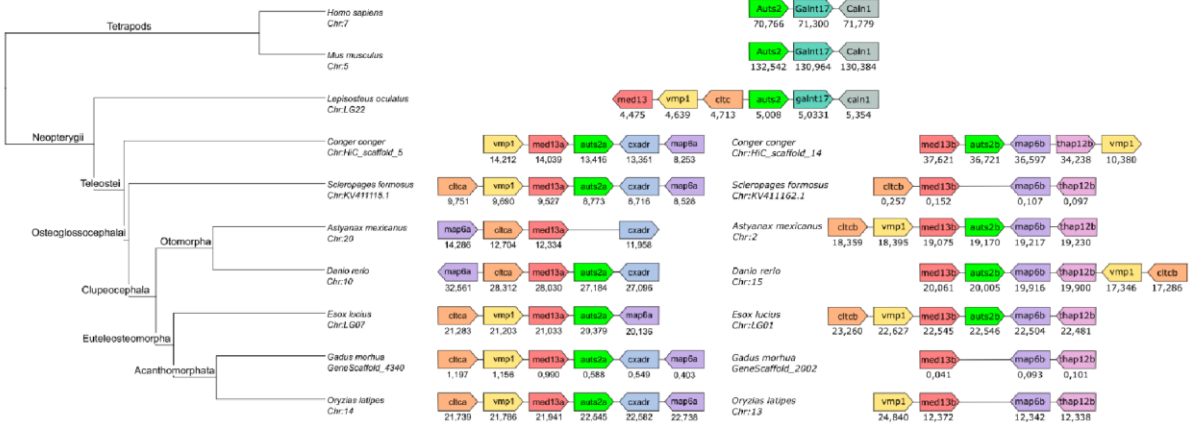 Tetrapods
Homo sapiens
Chr:7
Auts2 Galnt17 Caln1
70,766 71,300 71,779
Mus musculus
Chr:5
Auts2 Galnt17 Caln1
132,542 130,964 130,384
Neopterygii
Lepisosteus oculatus
Chr:LG22
med13 vmp1 cltc auts2 galnt17 caln1
4,475 4,639 4,713 5,008 5,0331 5,354
Teleostei
Conger conger
Chr:HiC_scaffold_5
vmp1 med13a auts2a cxadr map6a
14,212 14,039 13,416 13,361 8,253
Conger conger
Chr:HiC_scaffold_14
med13b auts2b map6b thap12b vmp1
37,621 36,721 36,597 34,238 10,380
Osteoglossocephalai
Scleropages formosus
Chr:KV411115.1
cltca vmp1 med13a auts2a cxadr map6a
9,751 9,690 9,527 8,773 8,716 8,528
Scleropages formosus
Chr:KV411162.1
cltcb med13b map6b thap12b
0,257 0,152 0,107 0,097
Otomorpha
Astyanax mexicanus
Chr:20
map6a cltca med13a cxadr
14,286 12,704 12,334 11,958
Astyanax mexicanus
Chr:2
cltcb vmp1 med13b auts2b map6b thap12b
18,359 18,395 19,075 19,170 19,217 19,230
Clupeocephala
Danio rerio
Chr:10
map6a cltca med13a auts2a cxadr
32,561 28,312 28,030 27,184 27,096
Danio rerio
Chr:15
med13b auts2b map6b thap12b vmp1 cltcb
20,061 20,005 19,916 19,900 17,346 17,286
Euteleosteomorpha
Esox lucius
Chr:LG07
cltca vmp1 med13a auts2a map6a
21,283 21,203 21,033 20,379 20,136
Esox lucius
Chr:LG01
cltcb vmp1 med13b auts2b map6b thap12b
23,260 22,627 22,545 22,546 22,504 22,481
Acanthomorphata
Gadus morhua
GeneScaffold_4340
cltca vmp1 med13a auts2a cxadr map6a
1,197 1,156 0,990 0,588 0,549 0,403
Gadus morhua
GeneScaffold_2002
med13b map6b thap12b
0,041 0,093 0,101
Oryzias latipes
Chr:14
cltca vmp1 med13a auts2a cxadr map6a
21,739 21,786 21,941 22,545 22,582 22,738
Oryzias latipes
Chr:13
vmp1 med13b map6b thap12b
24,840 12,372 12,342 12,338